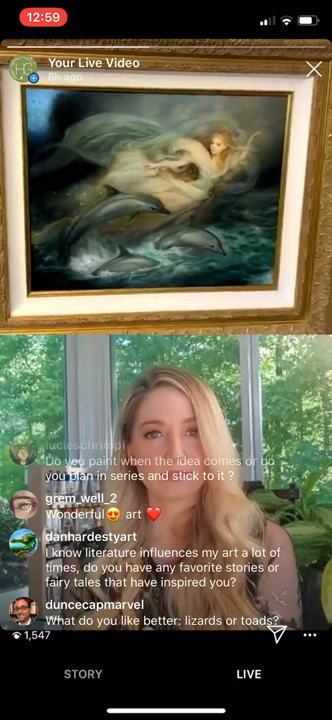 12:59
Your Live Video
8h ago
lucieschrimpf
Do you paint when the idea comes or do
you plan in series and stick to it ?
grem_well_2
Wonderful😍 art ❤️
danhardestyart
I know literature influences my art a lot of
times, do you have any favorite stories or
fairy tales that have inspired you?
duncecapmarvel
What do you like better: lizards or toads?
1,547
STORY
LIVE